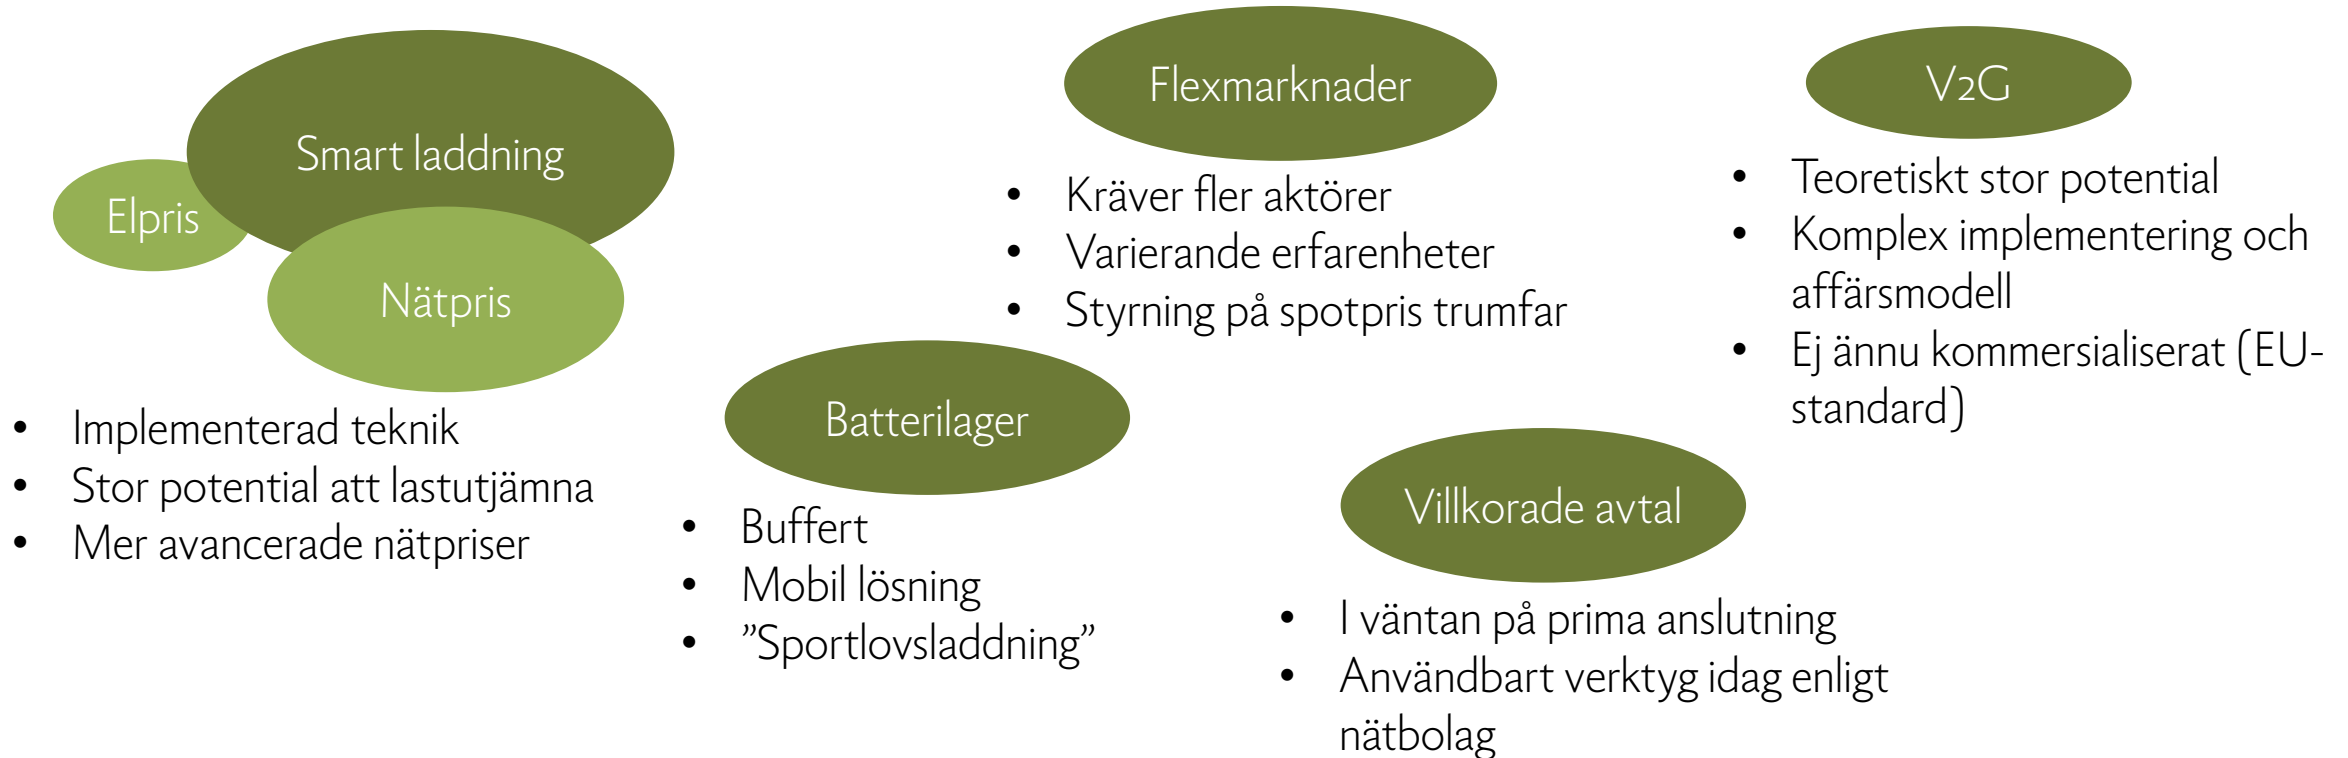 Smart laddning
Elpris
Nätpris
• Implementerad teknik
• Stor potential att lastutjämna
• Mer avancerade nätpriser
Batterilager
• Buffert
• Mobil lösning
• ”Sportlovsladdning”
Flexmarknader
• Kräver fler aktörer
• Varierande erfarenheter
• Styrning på spotpris trumfar
Villkorade avtal
• I väntan på prima anslutning
• Användbart verktyg idag enligt
nätbolag
V2G
• Teoretiskt stor potential
• Komplex implementering och
affärsmodell
• Ej ännu kommersialiserat (EU-
standard)